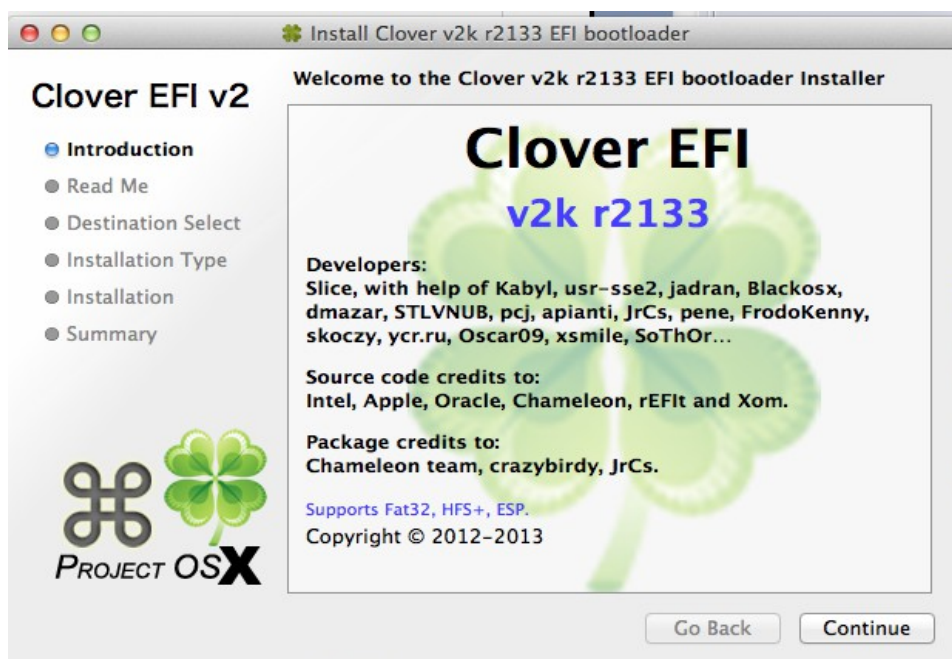 Install Clover v2k r2133 EFI bootloader
Clover EFI v2
Introduction
Read Me
Destination Select
Installation Type
Installation
Summary
PROJECT OSX
Welcome to the Clover v2k r2133 EFI bootloader Installer
Clover EFI
v2k r2133
Developers:
Slice, with help of Kabyl, usr-sse2, jadran, Blackosx,
dmazar, STLVNUB, pcj, apianti, JrCs, pene, FrodoKenny,
skoczy, ycr.ru, Oscar09, xsmile, SoThOr...
Source code credits to:
Intel, Apple, Oracle, Chameleon, rEFIt and Xom.
Package credits to:
Chameleon team, crazybirdy, JrCs.
Supports Fat32, HFS+, ESP.
Copyright © 2012-2013
Go Back
Continue